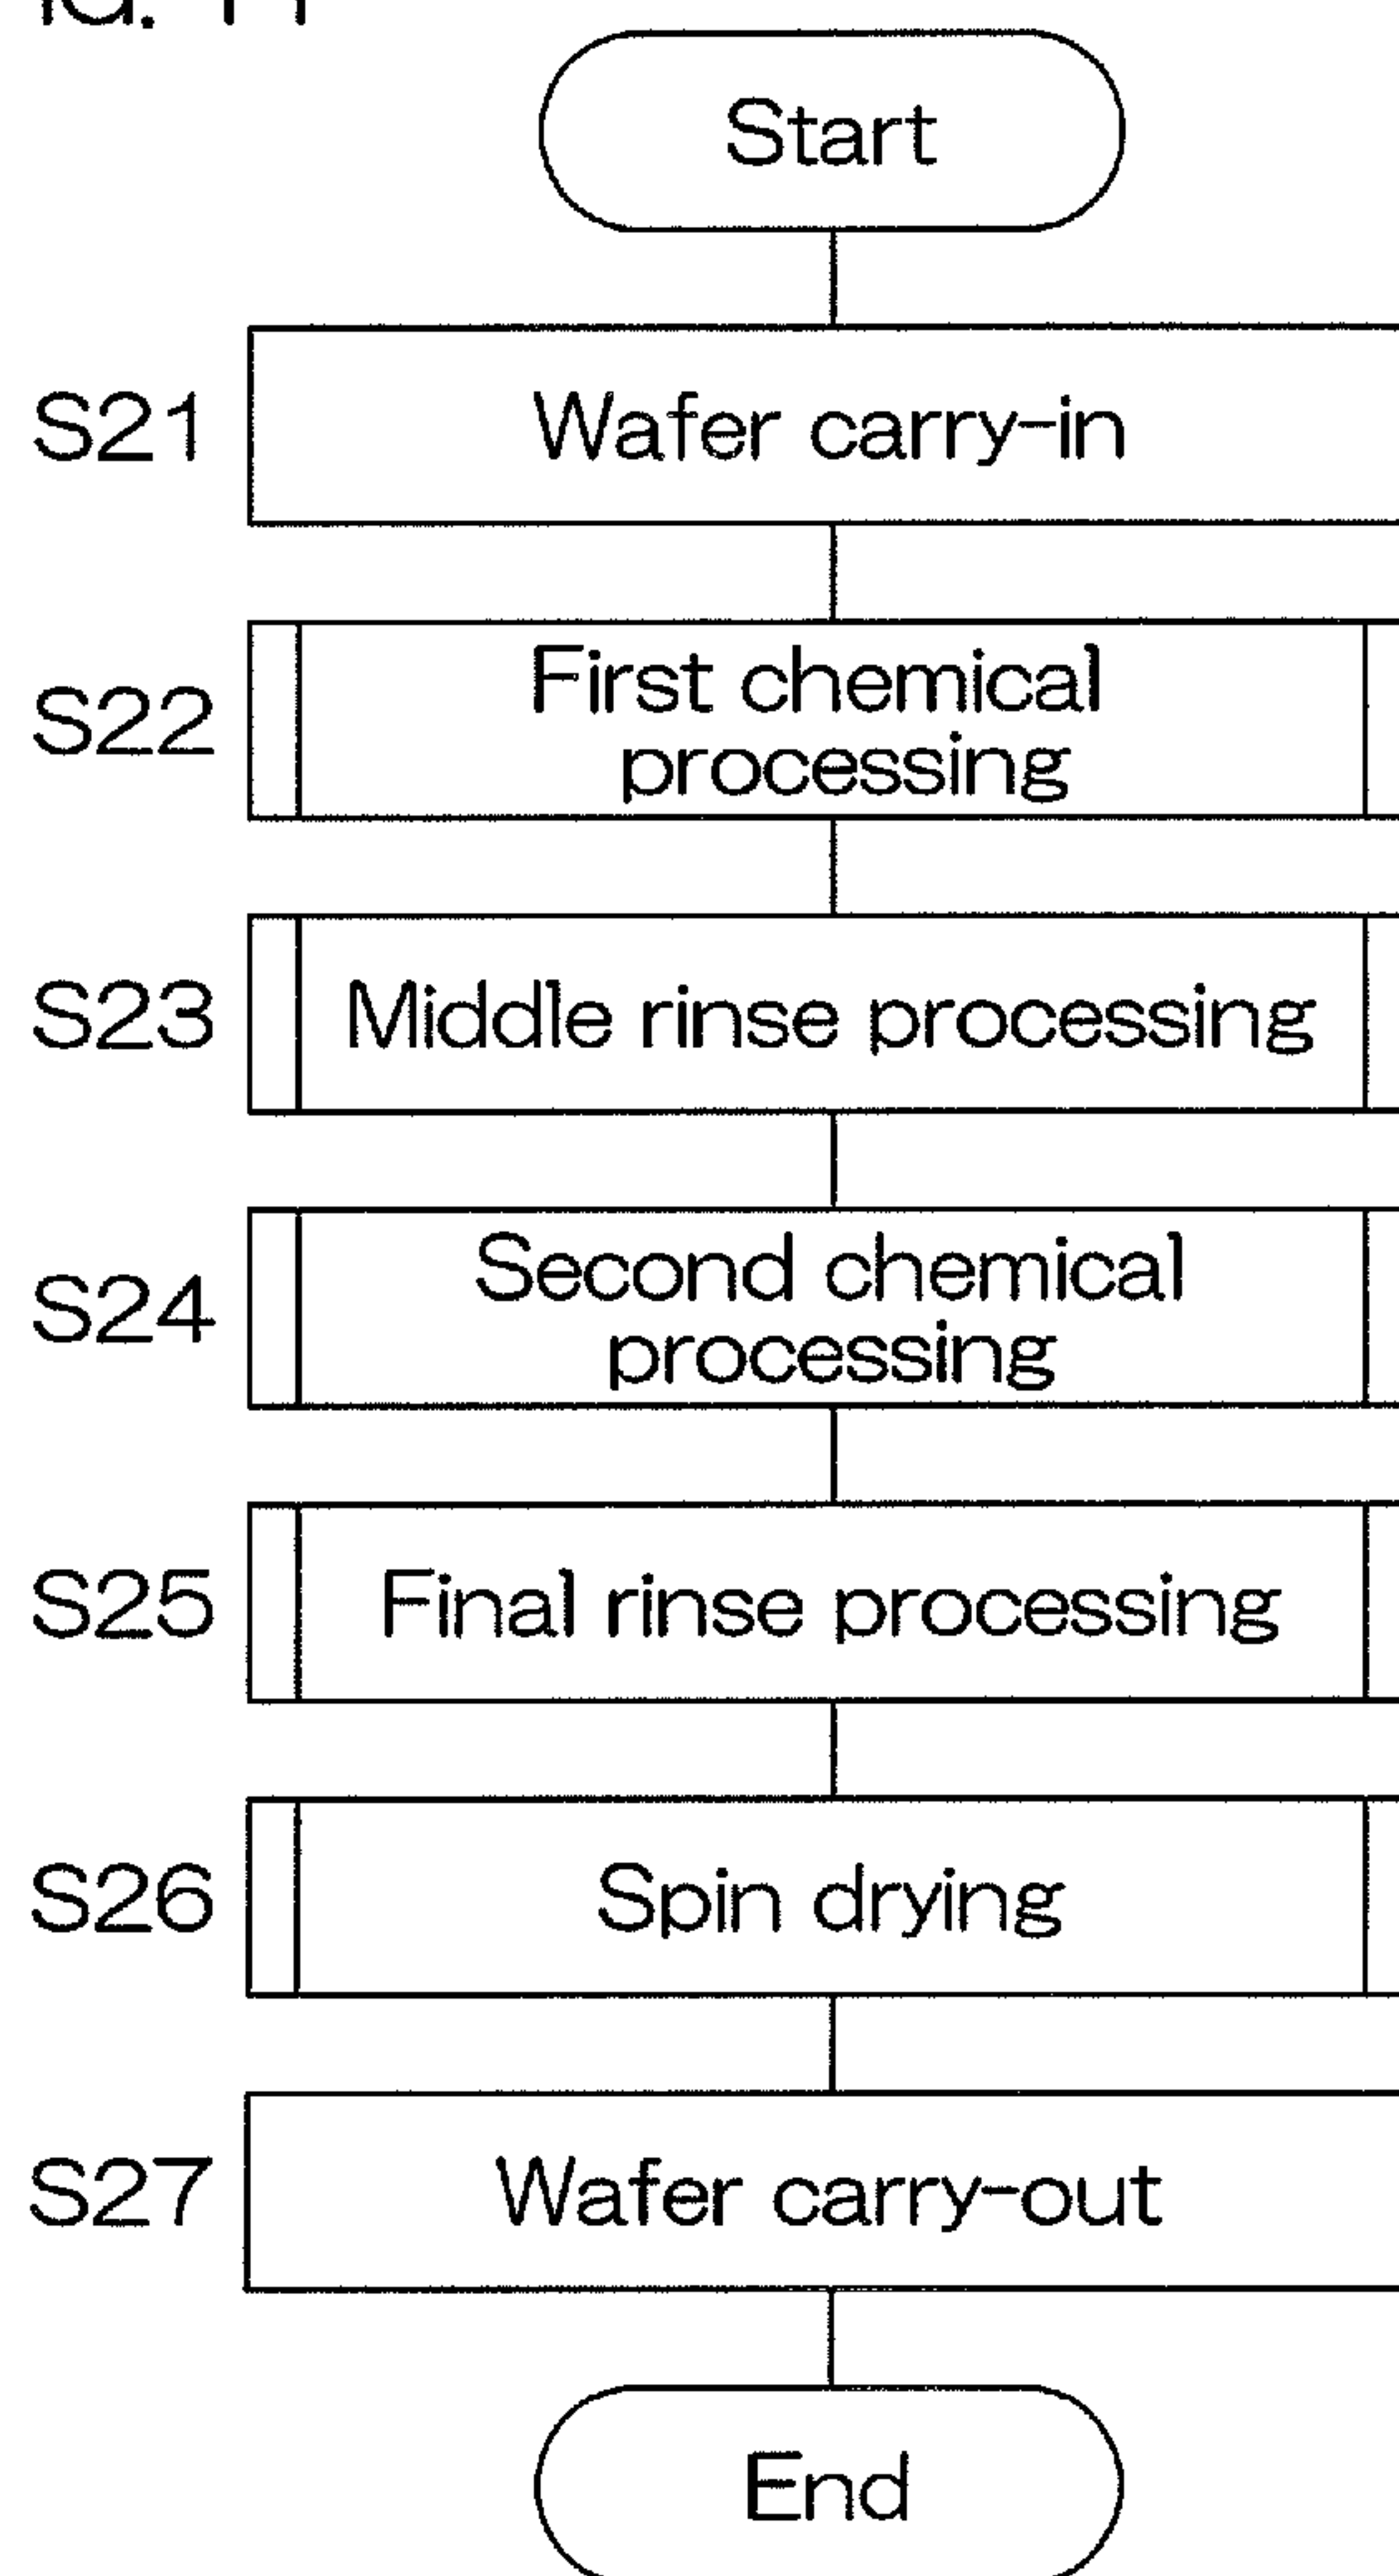 Start
S21 Wafer carry-in
S22 First chemical
processing
S23 Middle rinse processing
S24 Second chemical
processing
S25 Final rinse processing
S26 Spin drying
S27 Wafer carry-out
End